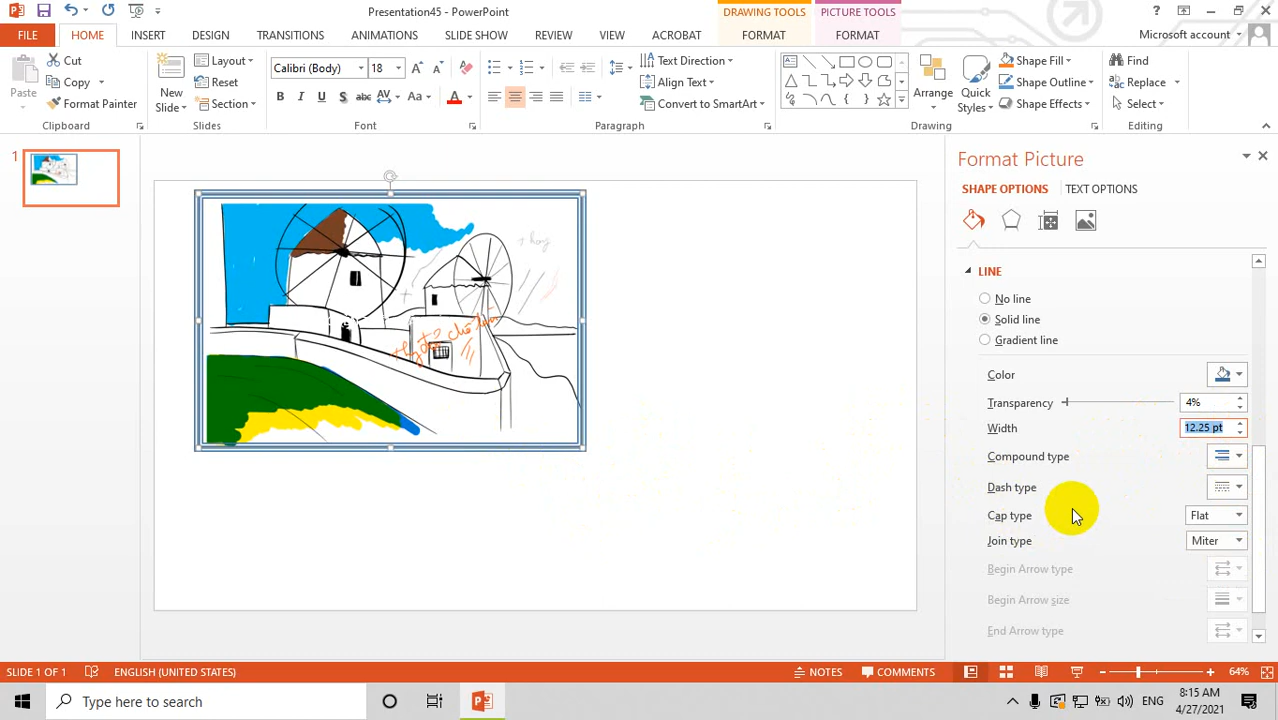 Presentation45 - PowerPoint
DRAWING TOOLS
PICTURE TOOLS
?
FILE
HOME
INSERT
DESIGN
TRANSITIONS
ANIMATIONS
SLIDE SHOW
REVIEW
VIEW
ACROBAT
FORMAT
FORMAT
Microsoft account
Paste
Cut
Copy
Format Painter
Clipboard
New Slide
Layout
Reset
Section
Slides
Calibri (Body)
18
B I U S abc AV Aa A
Font
Text Direction
Align Text
Convert to SmartArt
Paragraph
Arrange
Quick Styles
Shape Fill
Shape Outline
Shape Effects
Drawing
Find
Replace
Select
Editing
1
Format Picture
SHAPE OPTIONS
TEXT OPTIONS
LINE
No line
Solid line
Gradient line
Color
Transparency
4%
Width
12.25 pt
Compound type
Dash type
Cap type
Flat
Join type
Miter
Begin Arrow type
Begin Arrow size
End Arrow type
SLIDE 1 OF 1
ENGLISH (UNITED STATES)
NOTES
COMMENTS
64%
Type here to search
ENG
8:15 AM
4/27/2021